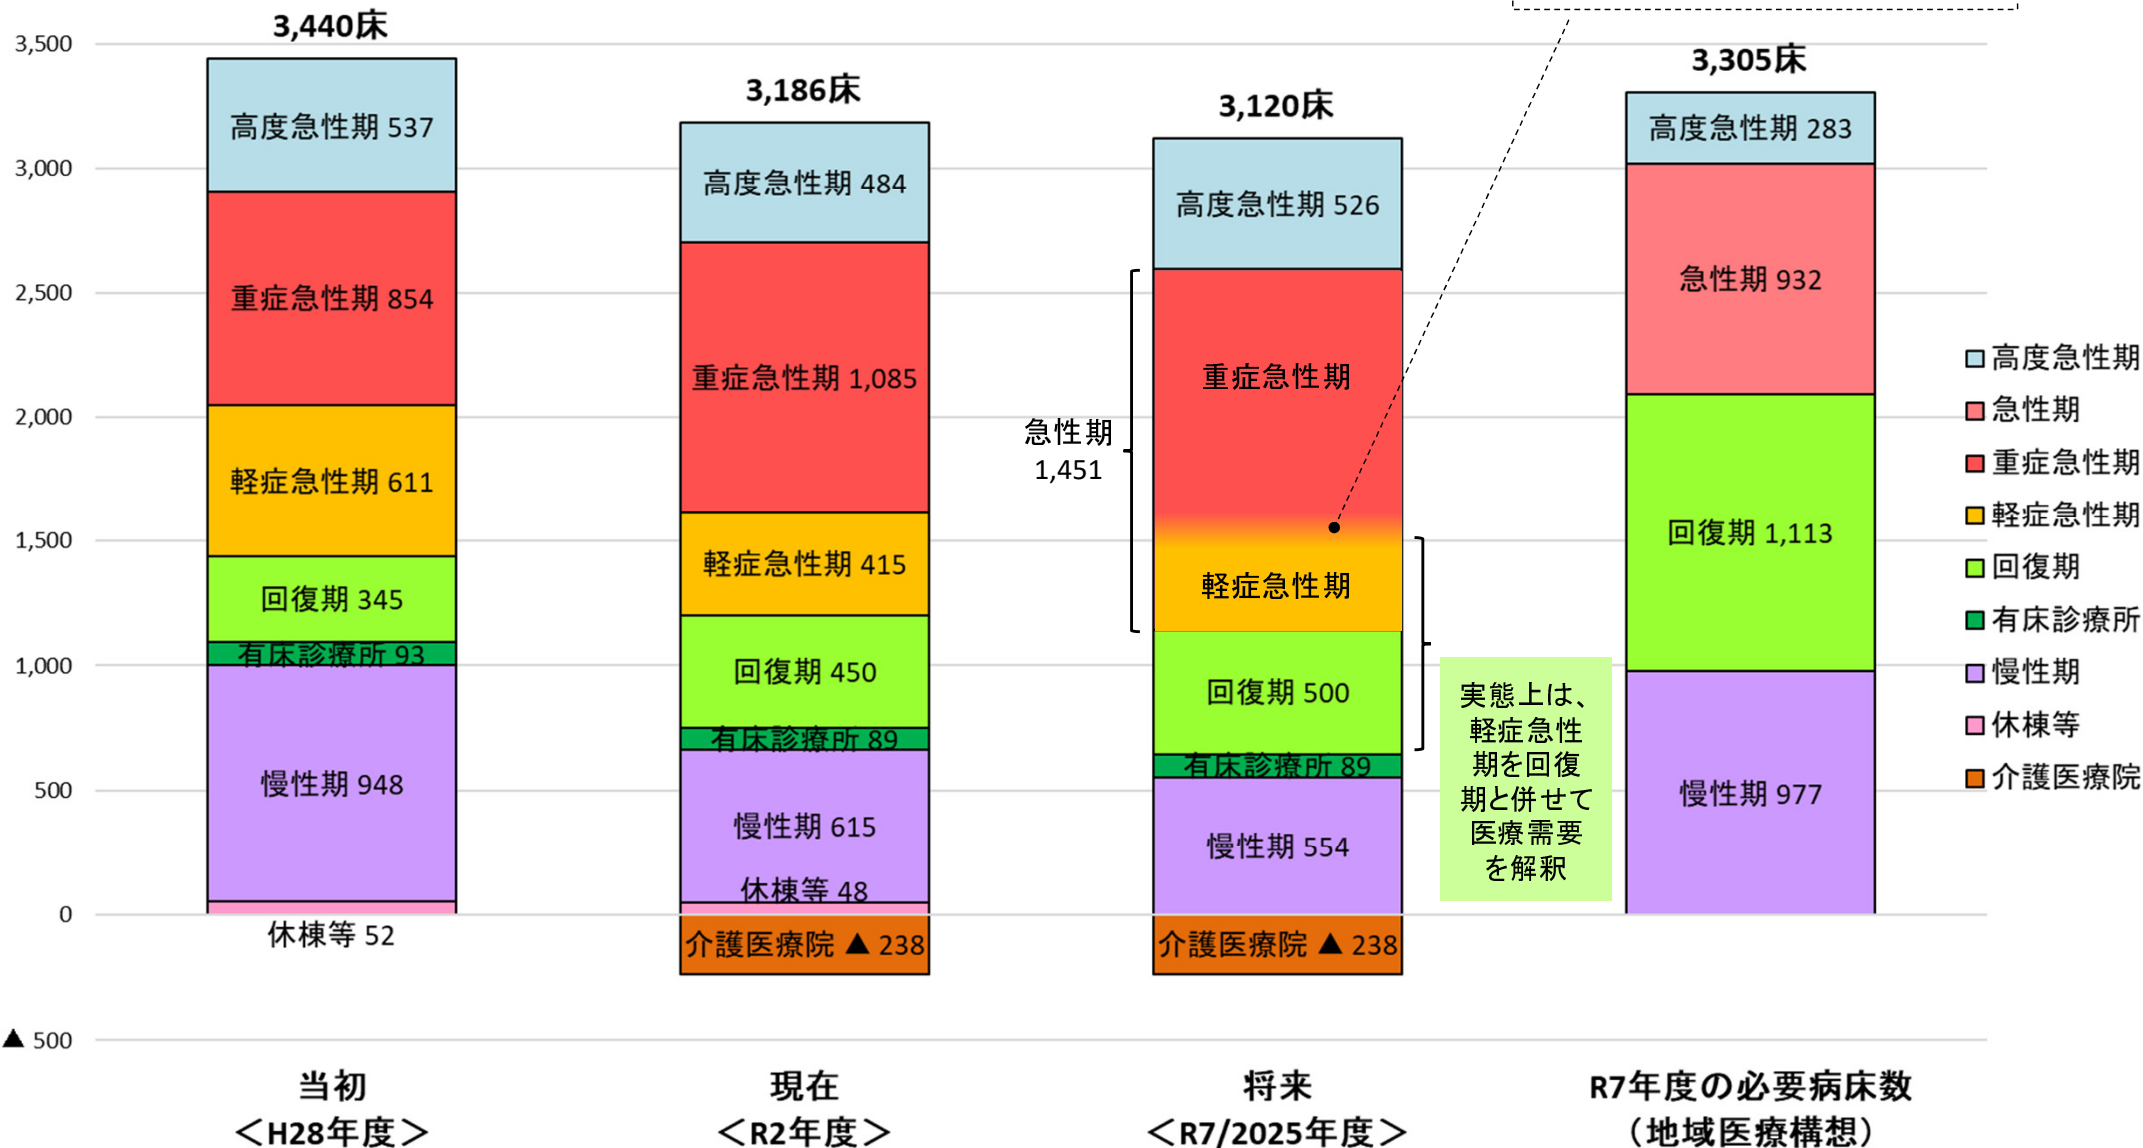 3,500
3,000
2,500
2,000
1,500
1,000
500
0
▲ 500
3,440床
高度急性期 537
重症急性期 854
軽症急性期 611
回復期 345
有床診療所 93
慢性期 948
休棟等 52
当初
＜H28年度＞
3,186床
高度急性期 484
重症急性期 1,085
軽症急性期 415
回復期 450
有床診療所 89
慢性期 615
休棟等 48
介護医療院 ▲ 238
現在
＜R2年度＞
3,120床
高度急性期 526
重症急性期
急性期
1,451
軽症急性期
回復期 500
有床診療所 89
慢性期 554
介護医療院 ▲ 238
将来
＜R7/2025年度＞
実態上は、
軽症急性
期を回復
期と併せて
医療需要
を解釈
3,305床
高度急性期 283
急性期 932
回復期 1,113
慢性期 977
R7年度の必要病床数
（地域医療構想）
高度急性期
急性期
重症急性期
軽症急性期
回復期
有床診療所
慢性期
休棟等
介護医療院